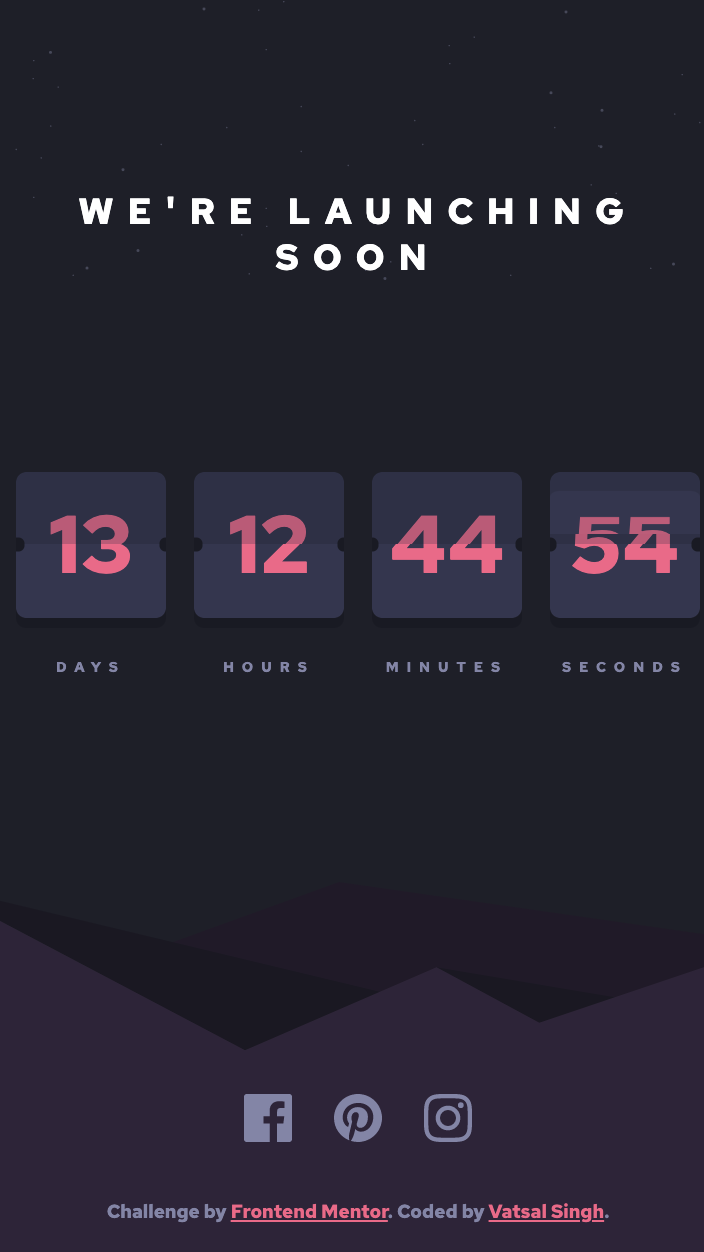 WE'RE LAUNCHING
SOON
13 12 44 54
DAYS HOURS MINUTES SECONDS
Challenge by Frontend Mentor. Coded by Vatsal Singh.